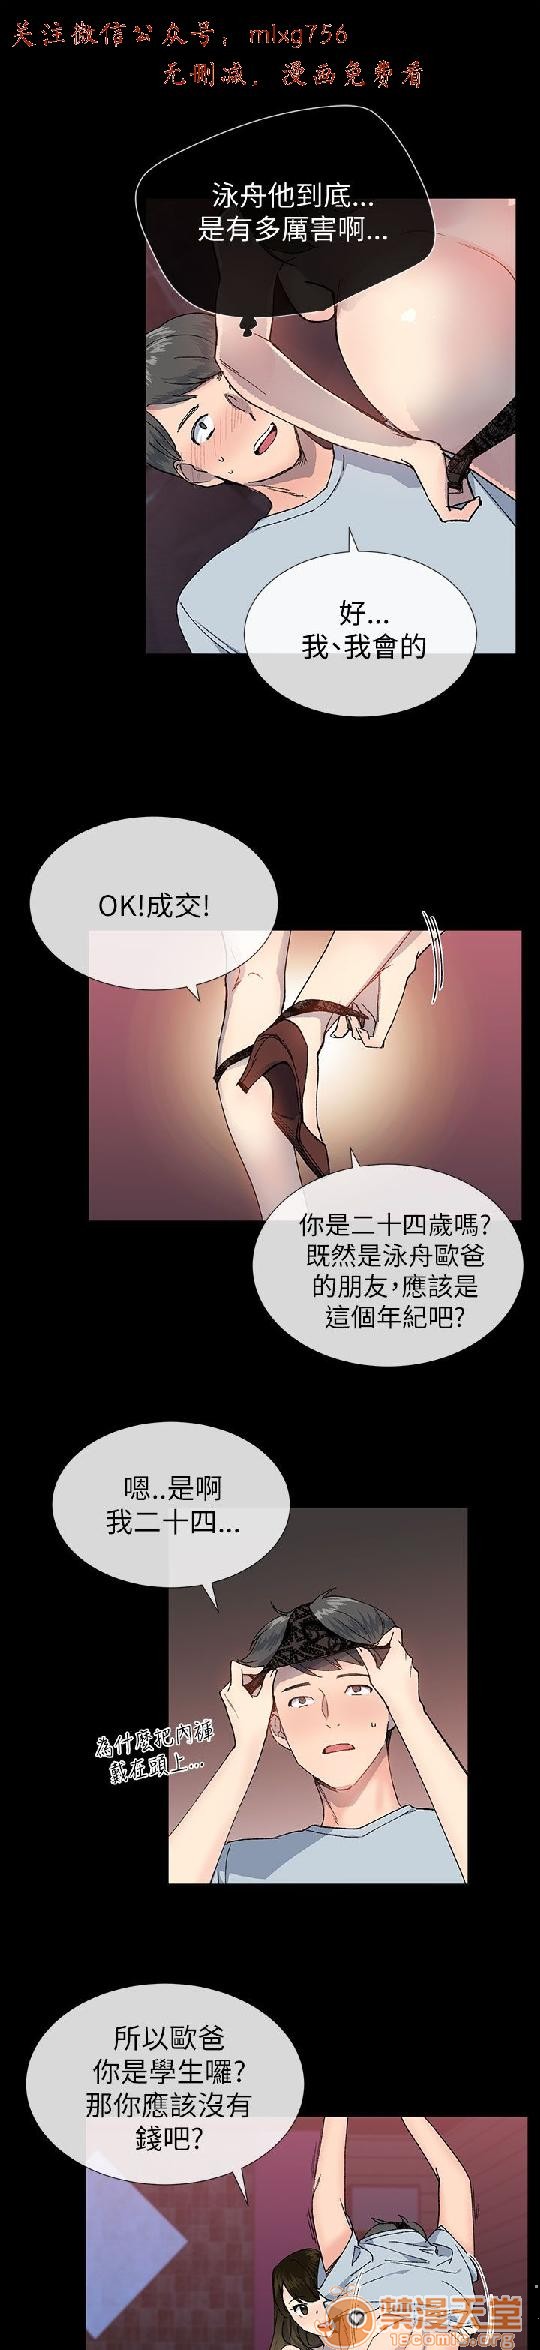 关注微信公众号，mlxg756
无删减，漫画免费看
泳舟他到底...
是有多厲害啊...
好...
我、我會的
OK!成交!
你是二十四歲嗎?
既然是泳舟歐爸
的朋友，應該是
這個年紀吧?
嗯..是啊
我二十四...
為什麼把內褲
戴在頭上...
所以歐爸
你是學生囉?
那你應該沒有
錢吧?
禁漫天堂
18comic.org